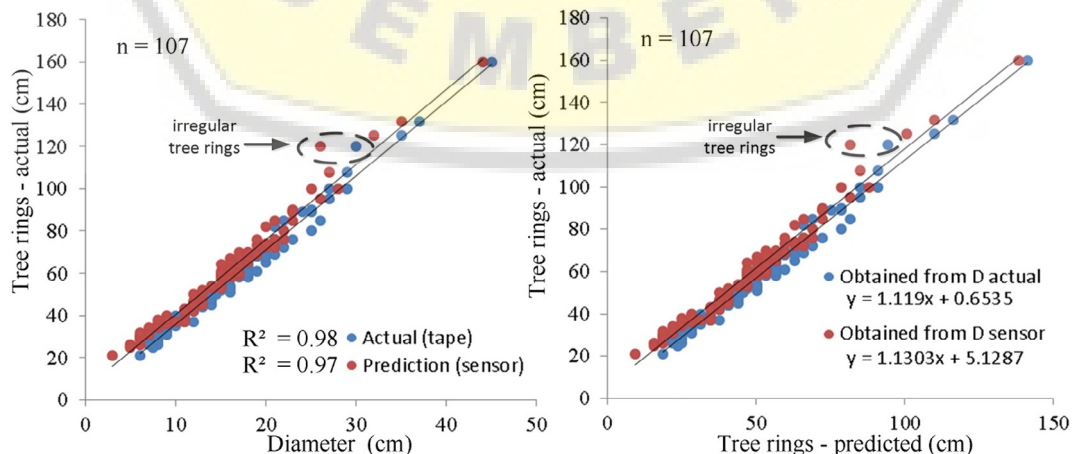 EMBE
180
160
140
120
100
80
60
40
20
0
Tree rings - actual (cm)
n = 107
irregular
tree rings
R² = 0.98 Actual (tape)
R² = 0.97 Prediction (sensor)
0 10 20 30 40 50
Diameter (cm)
180
160
140
120
100
80
60
40
20
0
Tree rings - actual (cm)
n = 107
irregular
tree rings
Obtained from D actual
y = 1.119x + 0.6535
Obtained from D sensor
y = 1.1303x + 5.1287
0 50 100 150
Tree rings - predicted (cm)